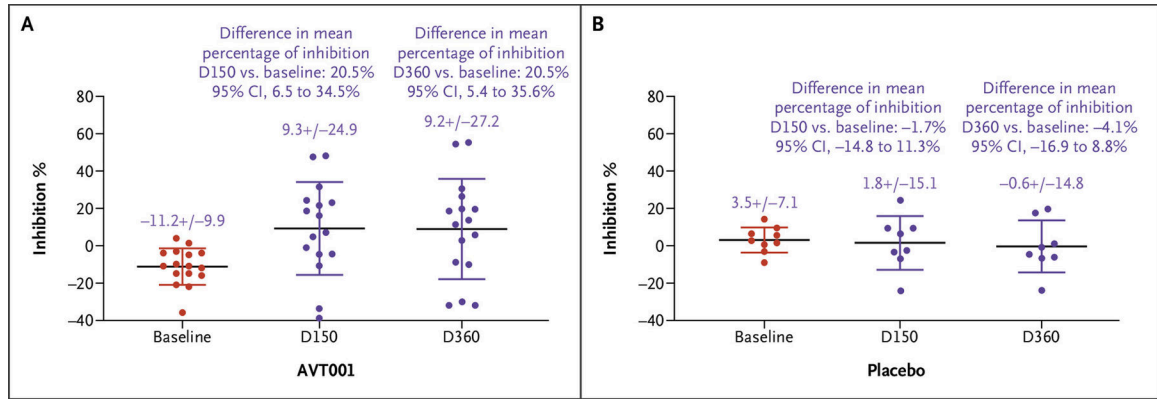 A
Difference in mean
percentage of inhibition
D150 vs. baseline: 20.5%
95% CI, 6.5 to 34.5%
Difference in mean
percentage of inhibition
D360 vs. baseline: 20.5%
95% CI, 5.4 to 35.6%
80
60
40
20
0
−20
−40
Inhibition %
−11.2+/−9.9
9.3+/−24.9
9.2+/−27.2
Baseline
D150
D360
AVT001
B
Difference in mean
percentage of inhibition
D150 vs. baseline: −1.7%
95% CI, −14.8 to 11.3%
Difference in mean
percentage of inhibition
D360 vs. baseline: −4.1%
95% CI, −16.9 to 8.8%
80
60
40
20
0
−20
−40
Inhibition %
3.5+/−7.1
1.8+/−15.1
−0.6+/−14.8
Baseline
D150
D360
Placebo